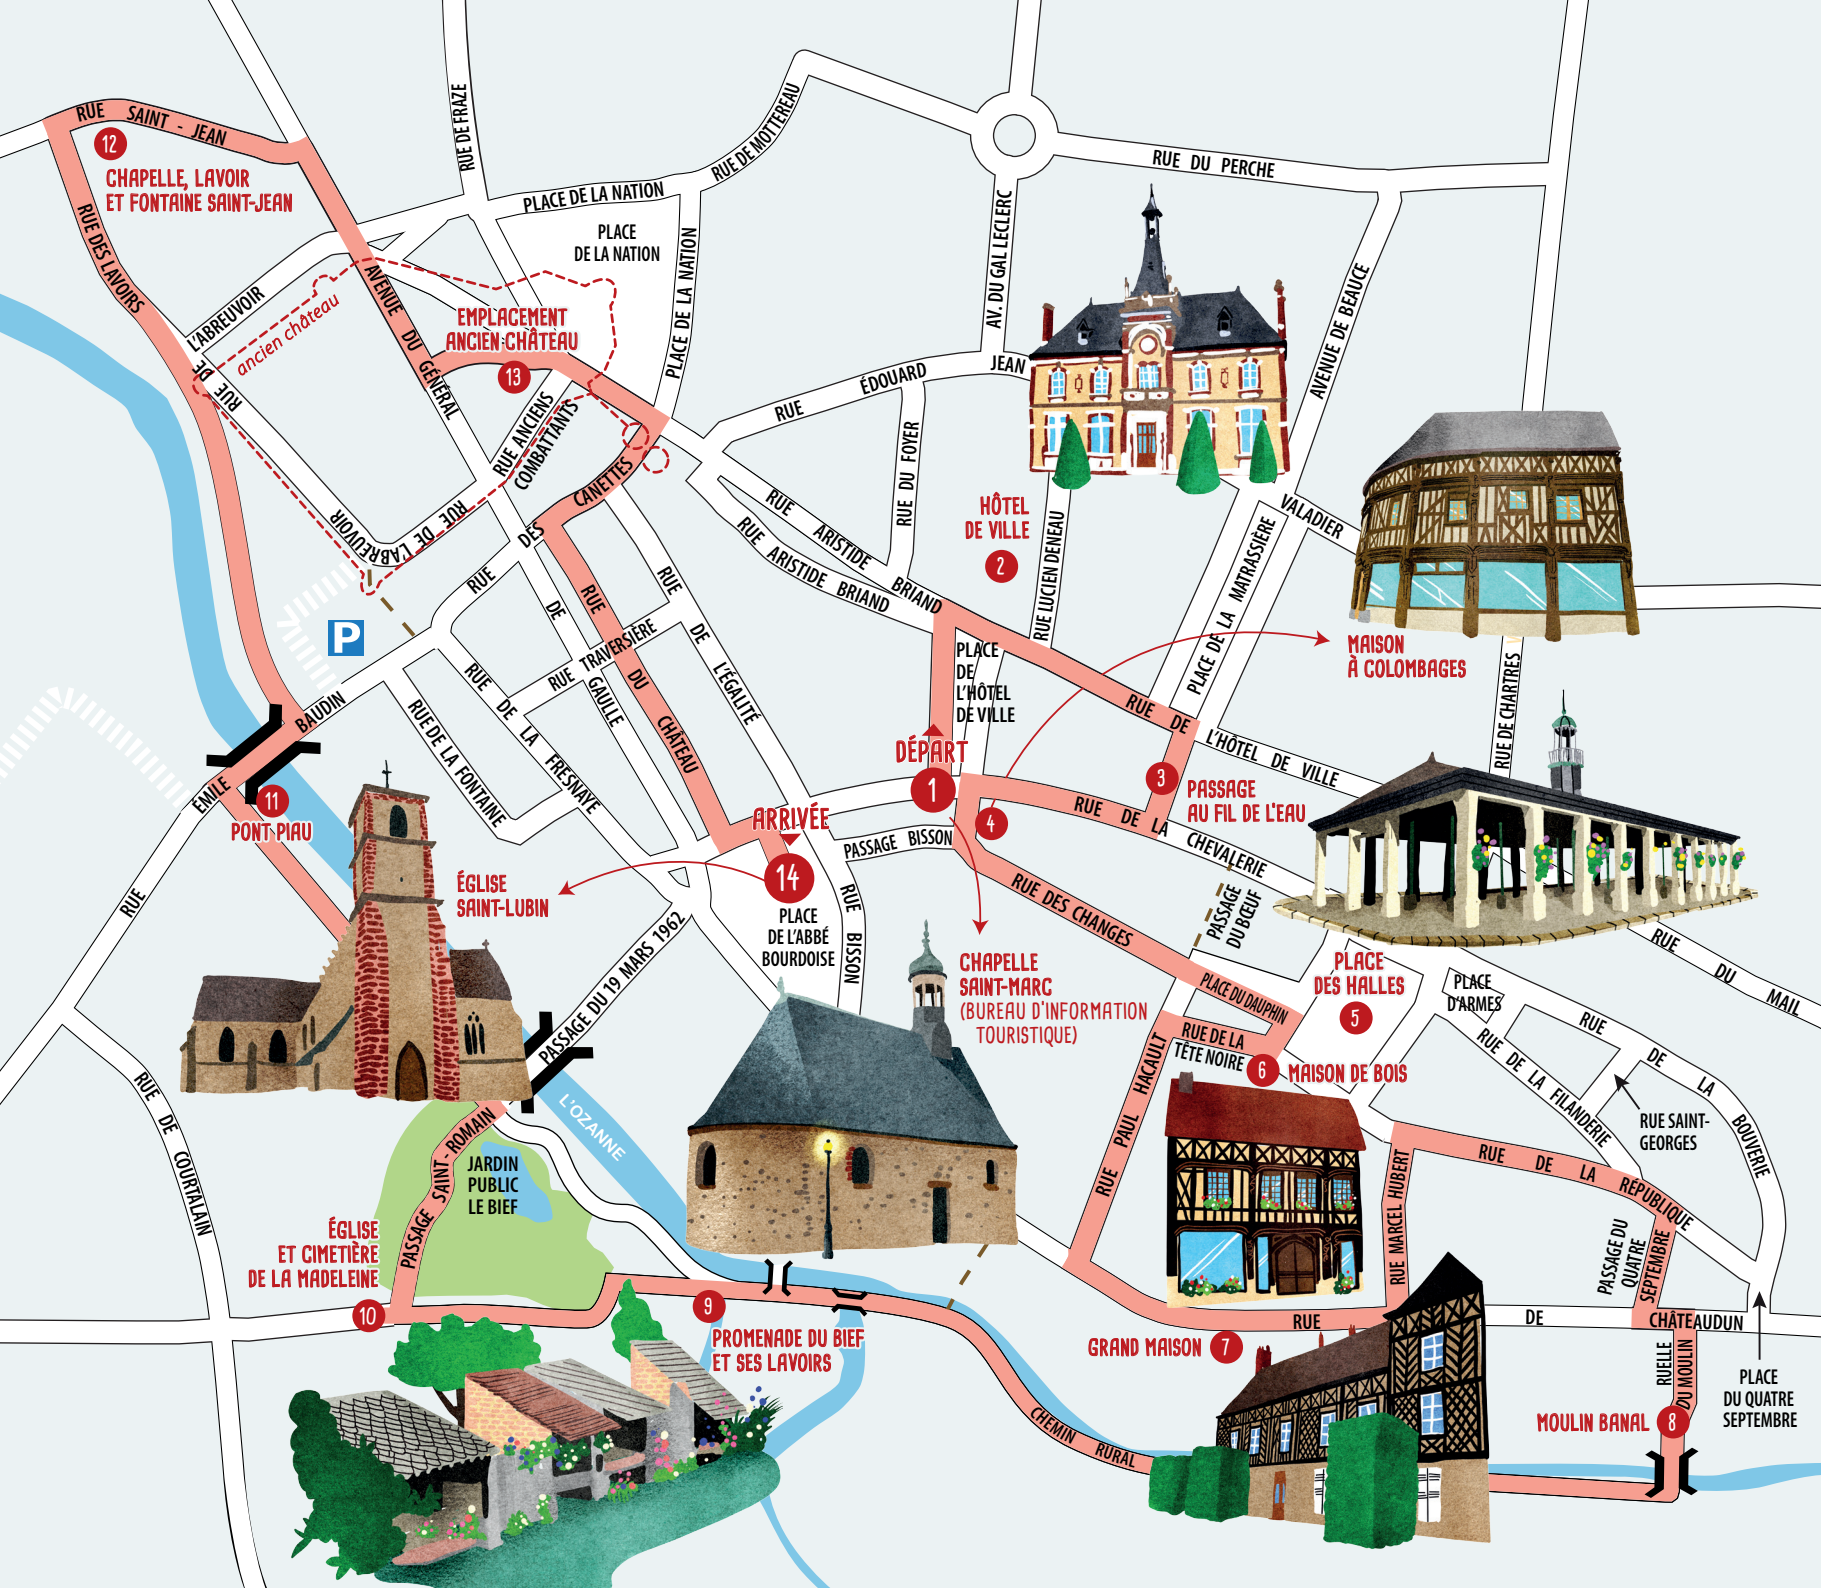 RUE SAINT - JEAN
12
CHAPELLE, LAVOIR
ET FONTAINE SAINT-JEAN
RUE DES LAVOIRS
RUE DE FRAZE
PLACE DE LA NATION
PLACE
DE LA NATION
PLACE DE LA NATION
RUE DE MOTTEREAU
RUE DU PERCHE
AV. DU GAL LECLERC
AVENUE DE BEAUCE
RUE DE L'ABREUVOIR
ancien château
AVENUE DU GÉNÉRAL DE GAULLE
EMPLACEMENT
ANCIEN CHÂTEAU
13
RUE ANCIENS
COMBATTANTS
RUE DE L'ABREUVOIR
RUE ÉDOUARD JEAN
RUE DU FOYER
HÔTEL
DE VILLE
2
RUE LUCIEN DENEAU
VALADIER
PLACE DE LA MATRASSIÈRE
RUE ARISTIDE BRIAND
RUE ARISTIDE BRIAND
RUE DES CANETTES
RUE TRAVERSIÈRE
RUE DU CHÂTEAU
RUE DE L'ÉGALITÉ
P
RUE ÉMILE BAUDIN
RUE DE LA FONTAINE
RUE DE LA FRESNAYE
11
PONT PIAU
PLACE
DE
L'HÔTEL
DE VILLE
RUE DE L'HÔTEL DE VILLE
MAISON
À COLOMBAGES
RUE DE CHARTRES
DÉPART
1
3
PASSAGE
AU FIL DE L'EAU
4
RUE DE LA CHEVALERIE
ARRIVÉE
14
PASSAGE BISSON
ÉGLISE
SAINT-LUBIN
PLACE
DE L'ABBÉ
BOURDOISE
RUE BISSON
RUE DES CHANGES
PASSAGE
DU BŒUF
CHAPELLE
SAINT-MARC
(BUREAU D'INFORMATION
TOURISTIQUE)
PLACE DU DAUPHIN
PLACE
DES HALLES
5
PLACE
D'ARMES
RUE DU MAIL
RUE DE LA BOUVERIE
RUE DE LA FILANDERIE
RUE SAINT-
GEORGES
RUE DE LA
TÊTE NOIRE
6
MAISON DE BOIS
RUE PAUL HACAULT
PASSAGE DU 19 MARS 1962
L'OZANNE
RUE DE COURTALAIN
PASSAGE SAINT-ROMAIN
JARDIN
PUBLIC
LE BIEF
ÉGLISE
ET CIMETIÈRE
DE LA MADELEINE
10
9
PROMENADE DU BIEF
ET SES LAVOIRS
RUE MARCEL HUBERT
RUE DE LA RÉPUBLIQUE
PASSAGE DU
QUATRE
SEPTEMBRE
RUE DE CHÂTEAUDUN
GRAND MAISON
7
CHEMIN RURAL
RUELLE
DU MOULIN
MOULIN BANAL
8
PLACE
DU QUATRE
SEPTEMBRE